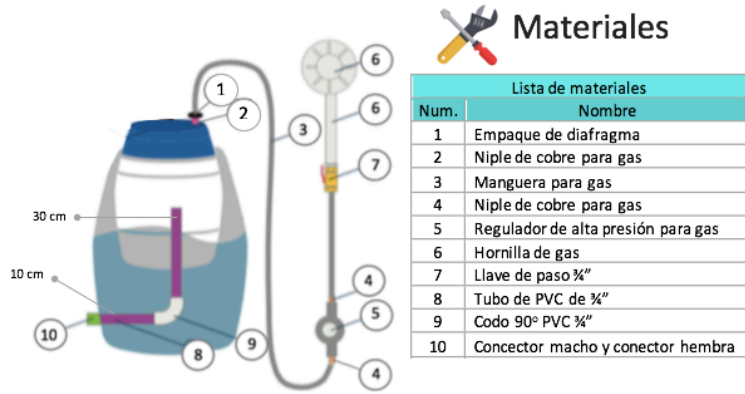 Materiales
Lista de materiales
Num. Nombre
1 Empaque de diafragma
2 Niple de cobre para gas
3 Manguera para gas
4 Niple de cobre para gas
5 Regulador de alta presión para gas
6 Hornilla de gas
7 Llave de paso ¾”
8 Tubo de PVC de ¾”
9 Codo 90º PVC ¾”
10 Concector macho y conector hembra
1
2
6
6
3
7
30 cm
10 cm
4
5
10
9
8
4